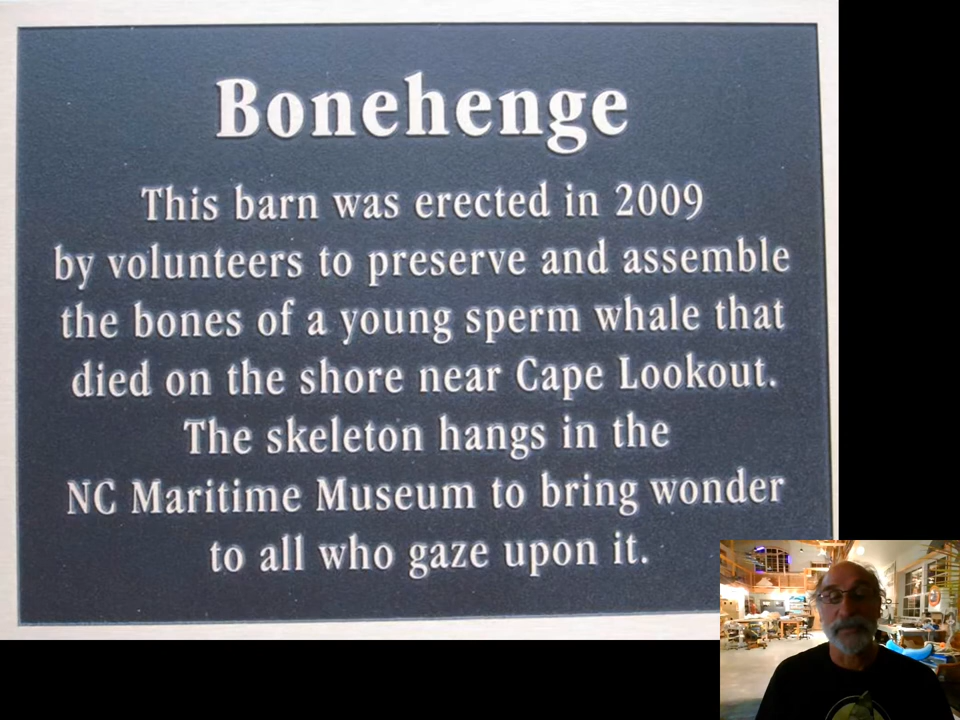 Bonehenge
This barn was erected in 2009
by volunteers to preserve and assemble
the bones of a young sperm whale that
died on the shore near Cape Lookout.
The skeleton hangs in the
NC Maritime Museum to bring wonder
to all who gaze upon it.